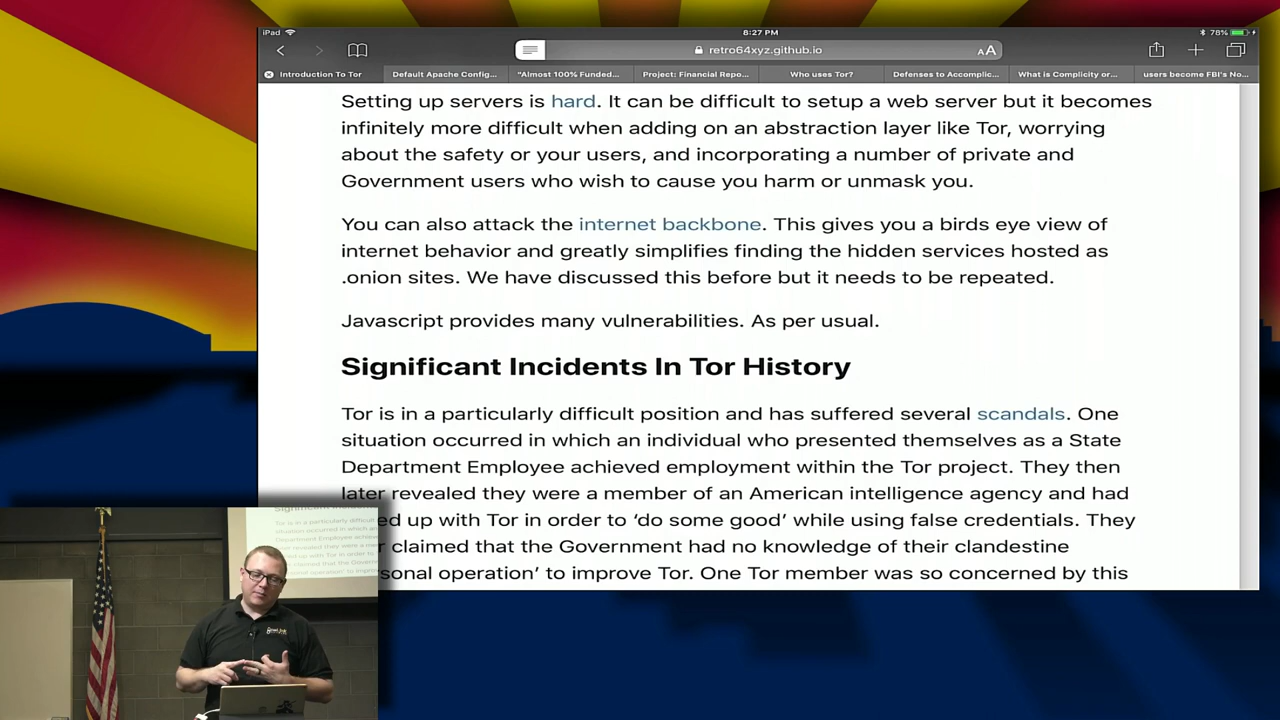 iPad
8:27 PM
78%
retro64xyz.github.io
AA
Introduction To Tor
Default Apache Config...
"Almost 100% Funded...
Project: Financial Repo...
Who uses Tor?
Defenses to Accomplic...
What is Complicity or...
users become FBI's No...
Setting up servers is hard. It can be difficult to setup a web server but it becomes
infinitely more difficult when adding on an abstraction layer like Tor, worrying
about the safety or your users, and incorporating a number of private and
Government users who wish to cause you harm or unmask you.
You can also attack the internet backbone. This gives you a birds eye view of
internet behavior and greatly simplifies finding the hidden services hosted as
.onion sites. We have discussed this before but it needs to be repeated.
Javascript provides many vulnerabilities. As per usual.
Significant Incidents In Tor History
Tor is in a particularly difficult position and has suffered several scandals. One
situation occurred in which an individual who presented themselves as a State
Department Employee achieved employment within the Tor project. They then
later revealed they were a member of an American intelligence agency and had
ed up with Tor in order to ‘do some good’ while using false credentials. They
r claimed that the Government had no knowledge of their clandestine
sonal operation’ to improve Tor. One Tor member was so concerned by this